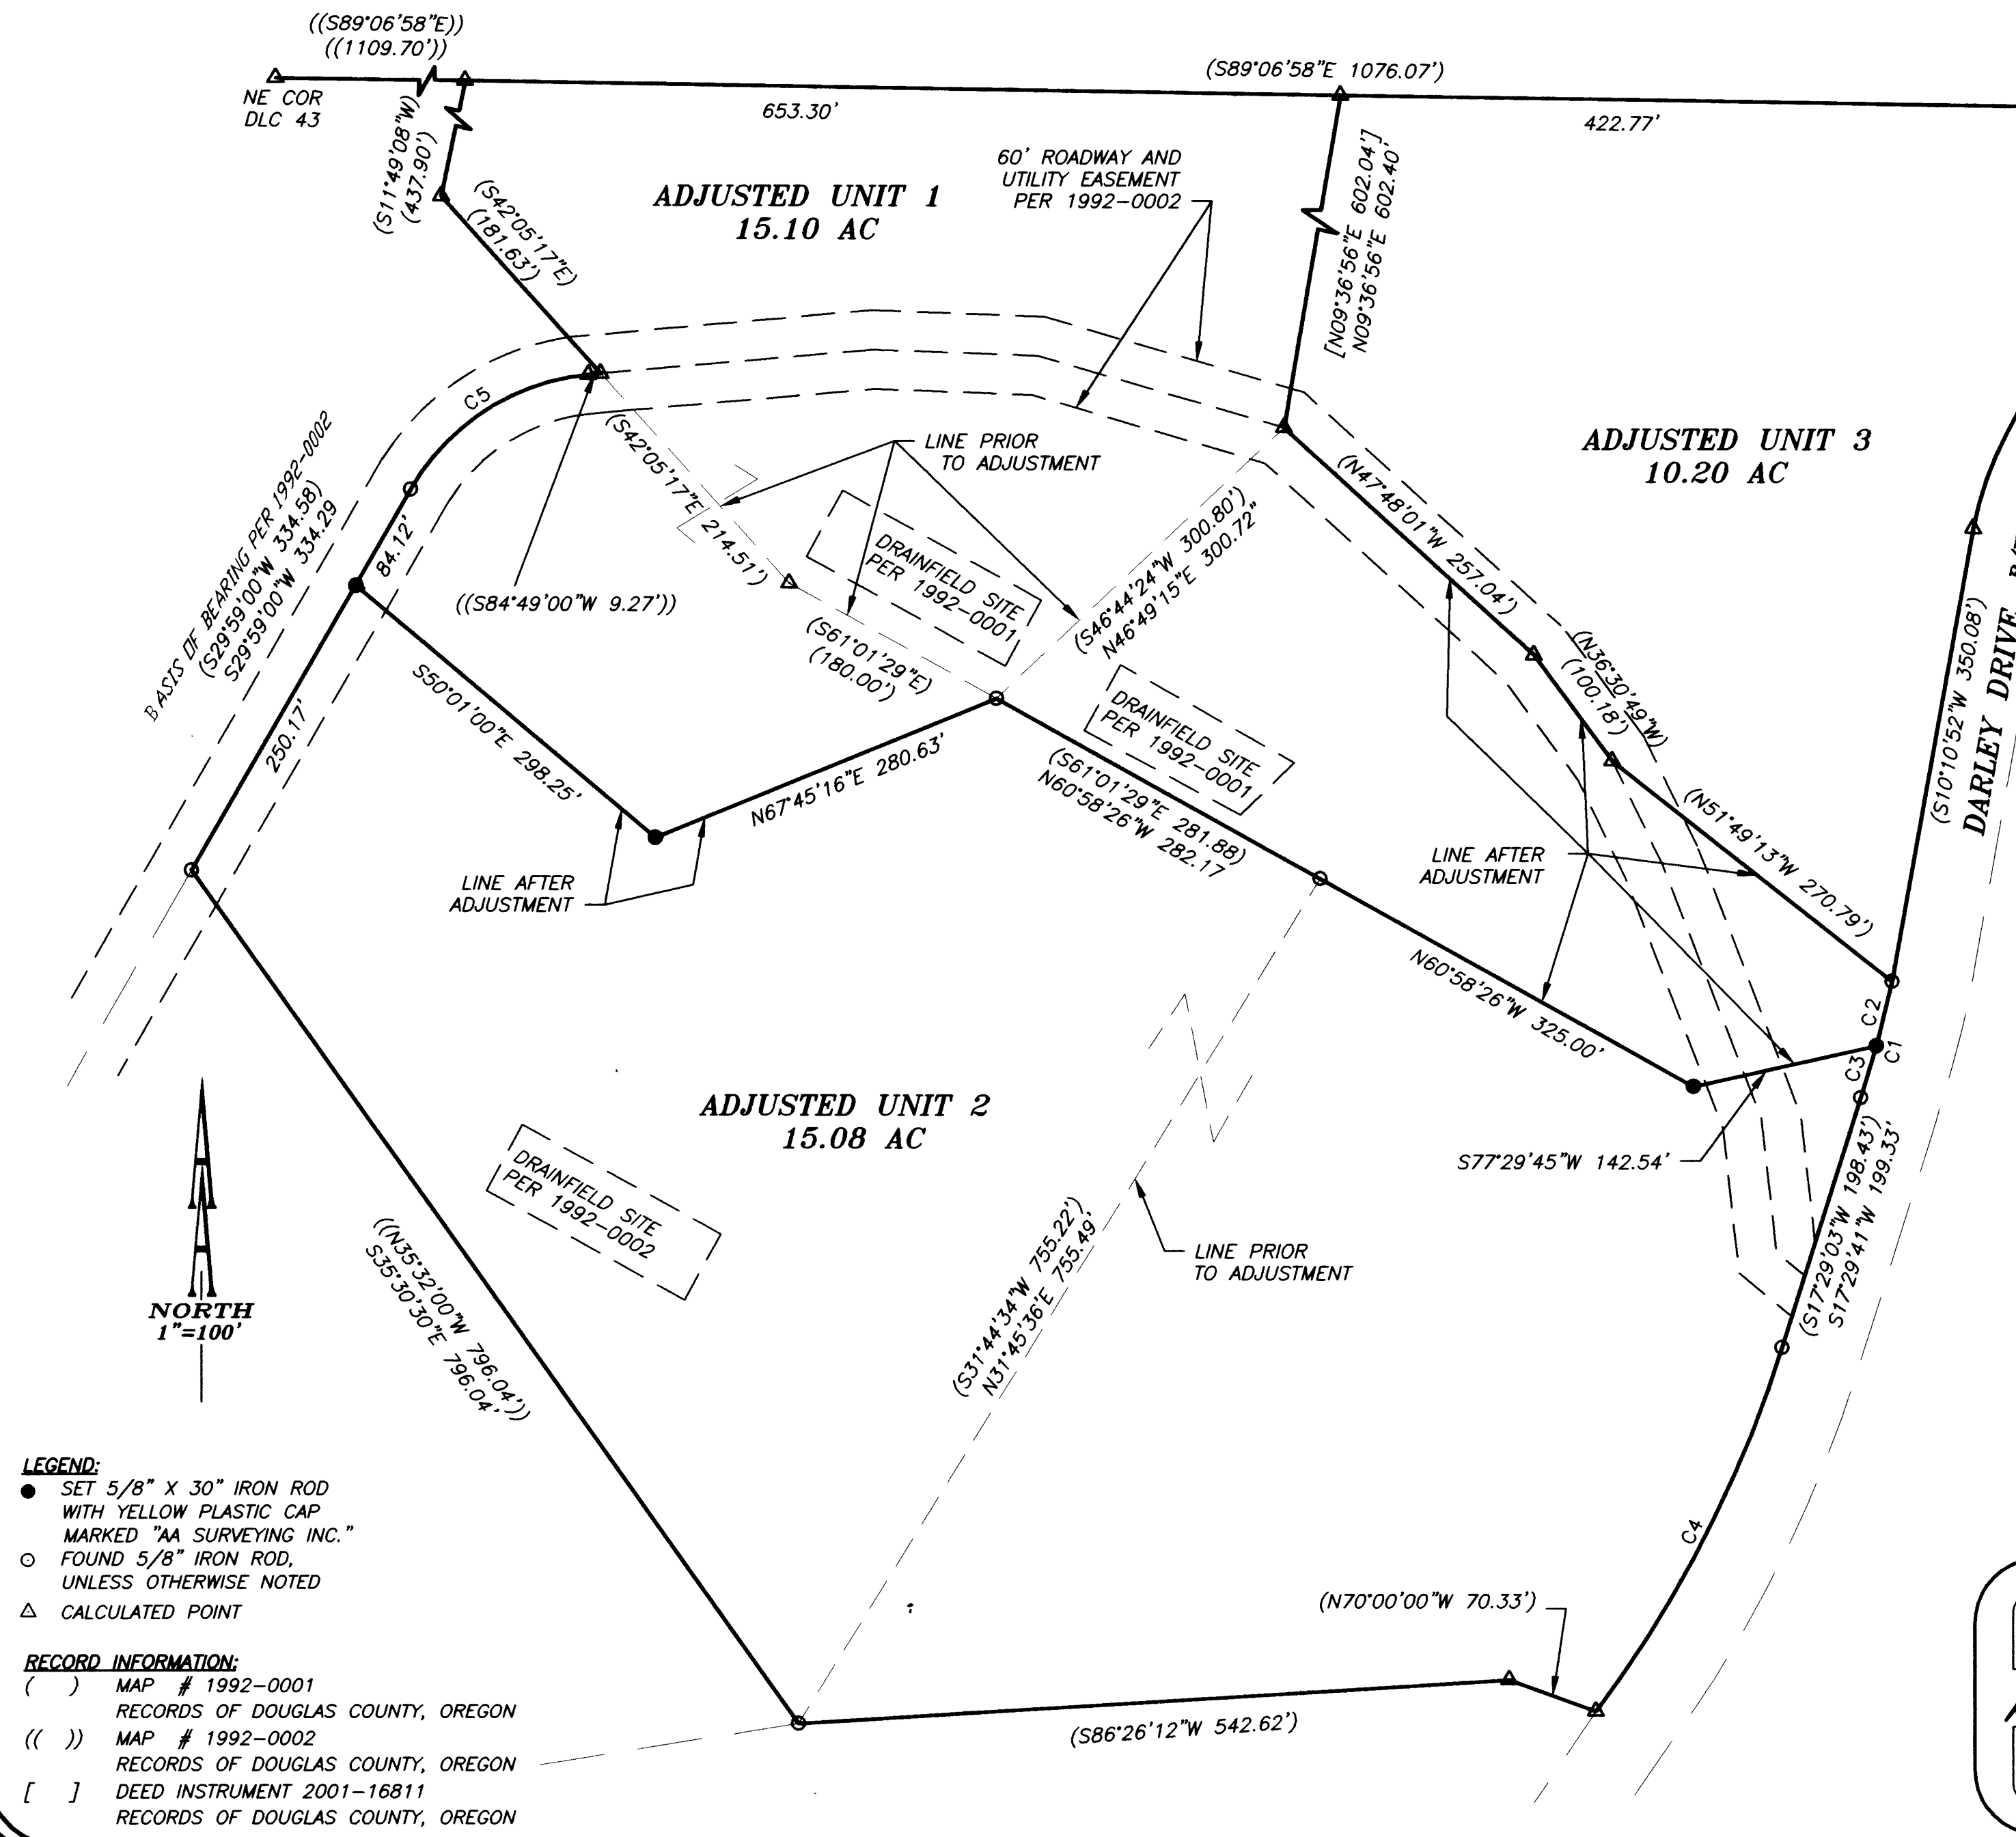 ((S89°06'58"E))
((1109.70'))
NE COR
DLC 43
(S11°49'08"W)
(437.90')
653.30'
(S89°06'58"E 1076.07')
422.77'
ADJUSTED UNIT 1
15.10 AC
60' ROADWAY AND
UTILITY EASEMENT
PER 1992-0002
[N09°36'56"E 602.04']
N09°36'56"E 602.40'
(S42°05'17"E)
(181.63')
C5
ADJUSTED UNIT 3
10.20 AC
BASIS OF BEARING PER 1992-0002
(S29°59'00"W 334.58)
S29°59'00"W 334.29
84.12'
(S42°05'17"E 214.51')
LINE PRIOR
TO ADJUSTMENT
DRAINFIELD SITE
PER 1992-0001
(N47°48'01"W 257.04')
((S84°49'00"W 9.27'))
(S61°01'29"E)
(180.00')
(S46°44'24"W 300.80')
N46°49'15"E 300.72"
(N36°30'49"W)
(100.18')
(S10°10'52"W 350.08')
DARLEY DRIVE
250.17'
S50°01'00"E 298.25'
N67°45'16"E 280.63'
DRAINFIELD SITE
PER 1992-0001
(S61°01'29"E 281.88)
N60°58'26"W 282.17
(N51°49'13"W 270.79')
LINE AFTER
ADJUSTMENT
LINE AFTER
ADJUSTMENT
N60°58'26"W 325.00'
C2
C1
C3
ADJUSTED UNIT 2
15.08 AC
S77°29'45"W 142.54'
(S17°29'03"W 198.43')
S17°29'41"W 199.33'
DRAINFIELD SITE
PER 1992-0002
((N35°32'00"W 796.04'))
S35°30'30"E 796.04'
(S31°44'34"W 755.22')
N31°45'36"E 755.49'
LINE PRIOR
TO ADJUSTMENT
NORTH
1"=100'
C4
(N70°00'00"W 70.33')
(S86°26'12"W 542.62')
LEGEND:
SET 5/8" X 30" IRON ROD
WITH YELLOW PLASTIC CAP
MARKED "AA SURVEYING INC."
FOUND 5/8" IRON ROD,
UNLESS OTHERWISE NOTED
CALCULATED POINT
RECORD INFORMATION:
( ) MAP # 1992-0001
RECORDS OF DOUGLAS COUNTY, OREGON
(( )) MAP # 1992-0002
RECORDS OF DOUGLAS COUNTY, OREGON
[ ] DEED INSTRUMENT 2001-16811
RECORDS OF DOUGLAS COUNTY, OREGON